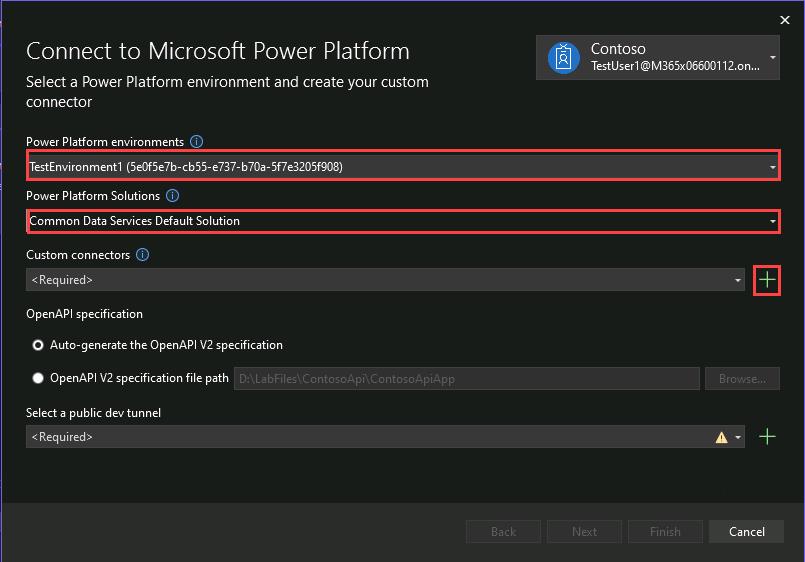 Connect to Microsoft Power Platform
Contoso
TestUser1@M365x06600112.on...
Select a Power Platform environment and create your custom
connector
Power Platform environments
TestEnvironment1 (5e0f5e7b-cb55-e737-b70a-5f7e3205f908)
Power Platform Solutions
Common Data Services Default Solution
Custom connectors
<Required>
OpenAPI specification
Auto-generate the OpenAPI V2 specification
OpenAPI V2 specification file path D:\LabFiles\ContosoApi\ContosoApiApp Browse...
Select a public dev tunnel
<Required>
Back Next Finish Cancel